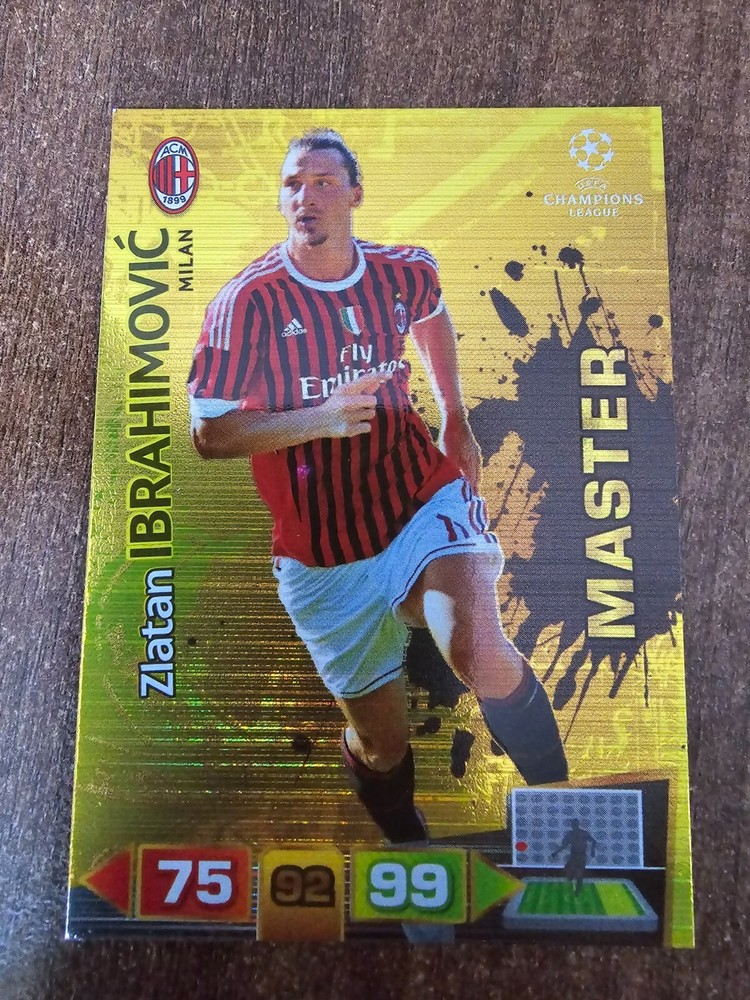 ACM
1899
UEFA
CHAMPIONS
LEAGUE
Zlatan IBRAHIMOVIĆ
MILAN
adidas
Fly
Emirates
MASTER
75
92
99